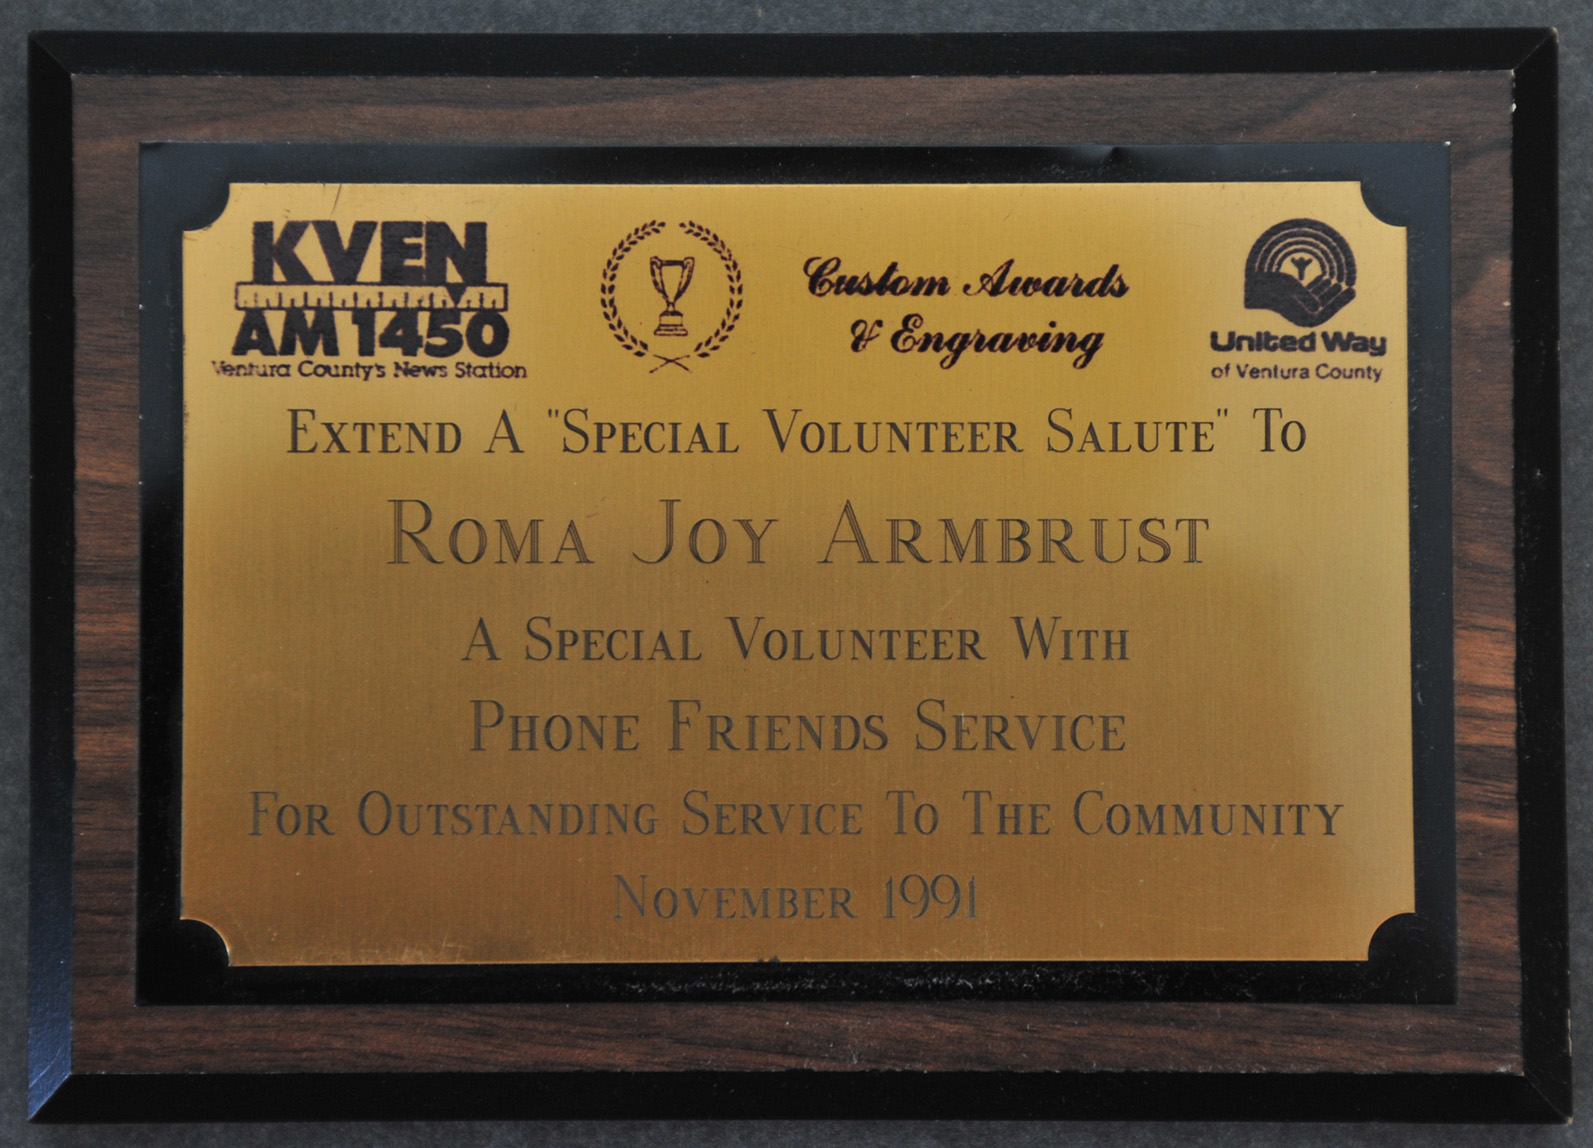 KVEN
AM 1450
Ventura County's News Station
Custom Awards
& Engraving
United Way
of Ventura County
EXTEND A "SPECIAL VOLUNTEER SALUTE" TO
ROMA JOY ARMBRUST
A SPECIAL VOLUNTEER WITH
PHONE FRIENDS SERVICE
FOR OUTSTANDING SERVICE TO THE COMMUNITY
NOVEMBER 1991